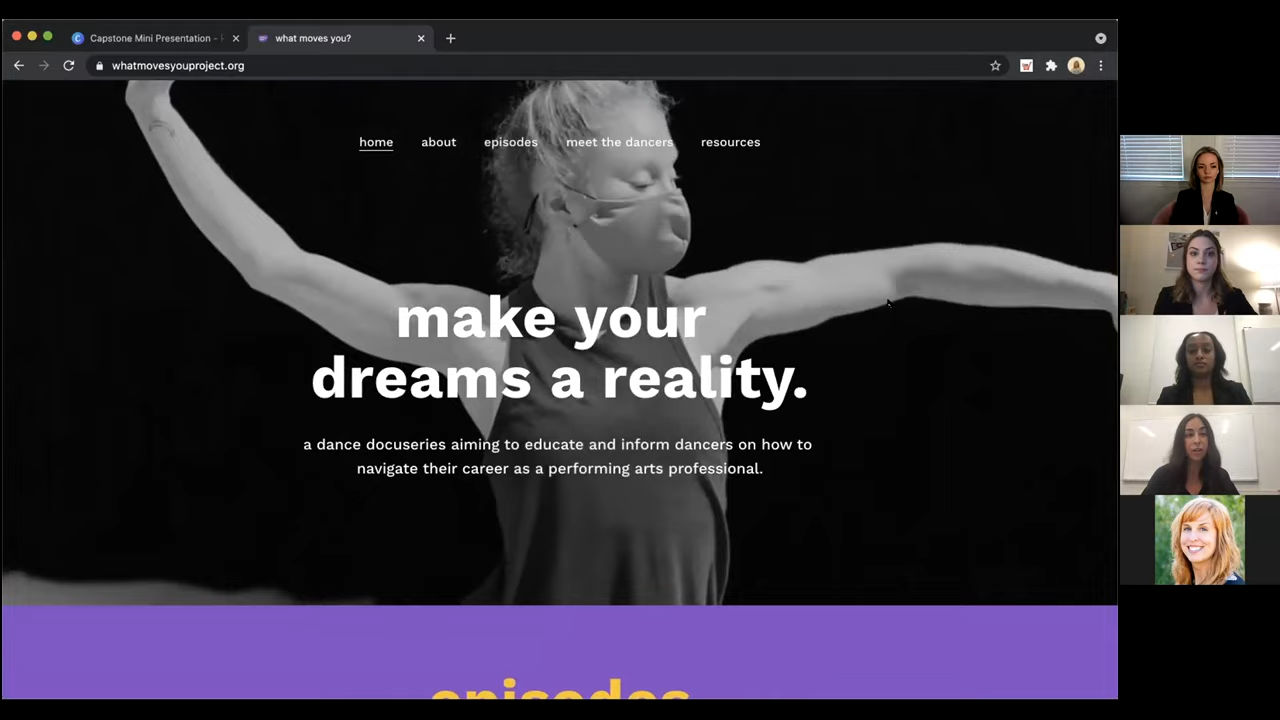 Capstone Mini Presentation -
what moves you?
whatmovesyouproject.org
home about episodes meet the dancers resources
make your
dreams a reality.
a dance docuseries aiming to educate and inform dancers on how to
navigate their career as a performing arts professional.
episodes